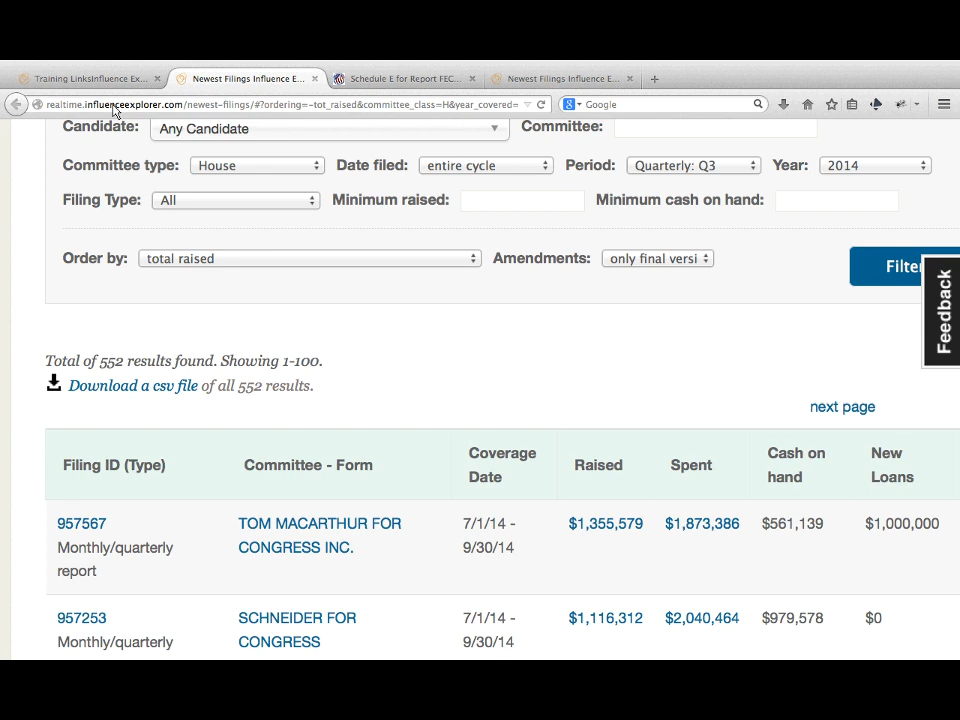 Training LinksInfluence Ex...
Newest Filings Influence E...
Schedule E for Report FEC...
Newest Filings Influence E...
realtime.influenceexplorer.com/newest-filings/#?ordering=-tot_raised&committee_class=H&year_covered=
Google
Candidate: Any Candidate Committee:
Committee type: House Date filed: entire cycle Period: Quarterly: Q3 Year: 2014
Filing Type: All Minimum raised: Minimum cash on hand:
Order by: total raised Amendments: only final versi
Filte
Feedback
Total of 552 results found. Showing 1-100.
Download a csv file of all 552 results.
next page
Filing ID (Type) Committee - Form Coverage Date Raised Spent Cash on hand New Loans
957567 TOM MACARTHUR FOR 7/1/14 - $1,355,579 $1,873,386 $561,139 $1,000,000
Monthly/quarterly CONGRESS INC. 9/30/14
report
957253 SCHNEIDER FOR 7/1/14 - $1,116,312 $2,040,464 $979,578 $0
Monthly/quarterly CONGRESS 9/30/14